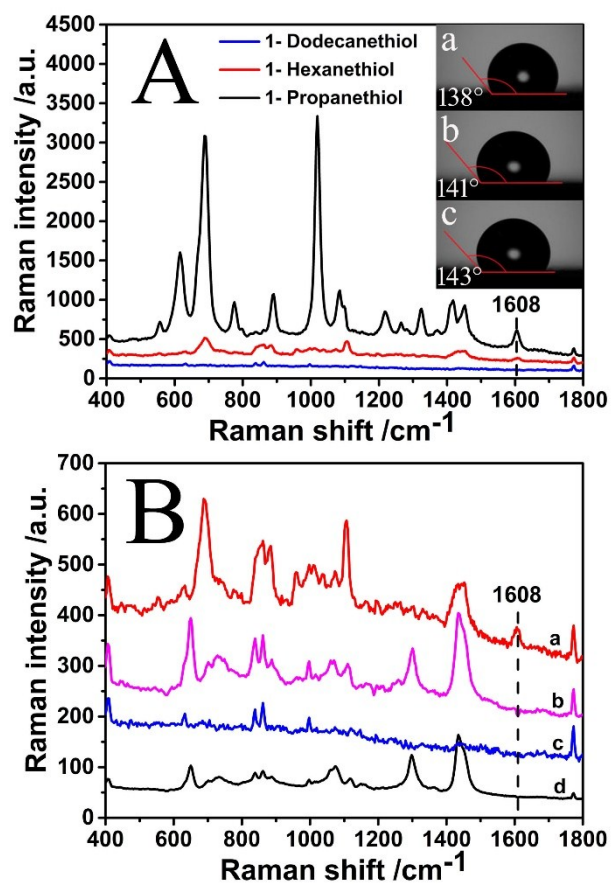 A
1- Dodecanethiol
1- Hexanethiol
1- Propanethiol
a
138°
b
141°
c
143°
1608
4500
4000
3500
3000
2500
2000
1500
1000
500
0
Raman intensity /a.u.
400 600 800 1000 1200 1400 1600 1800
Raman shift /cm-1
B
1608
a
b
c
d
700
600
500
400
300
200
100
50
0
Raman intensity /a.u.
400 600 800 1000 1200 1400 1600 1800
Raman shift /cm-1